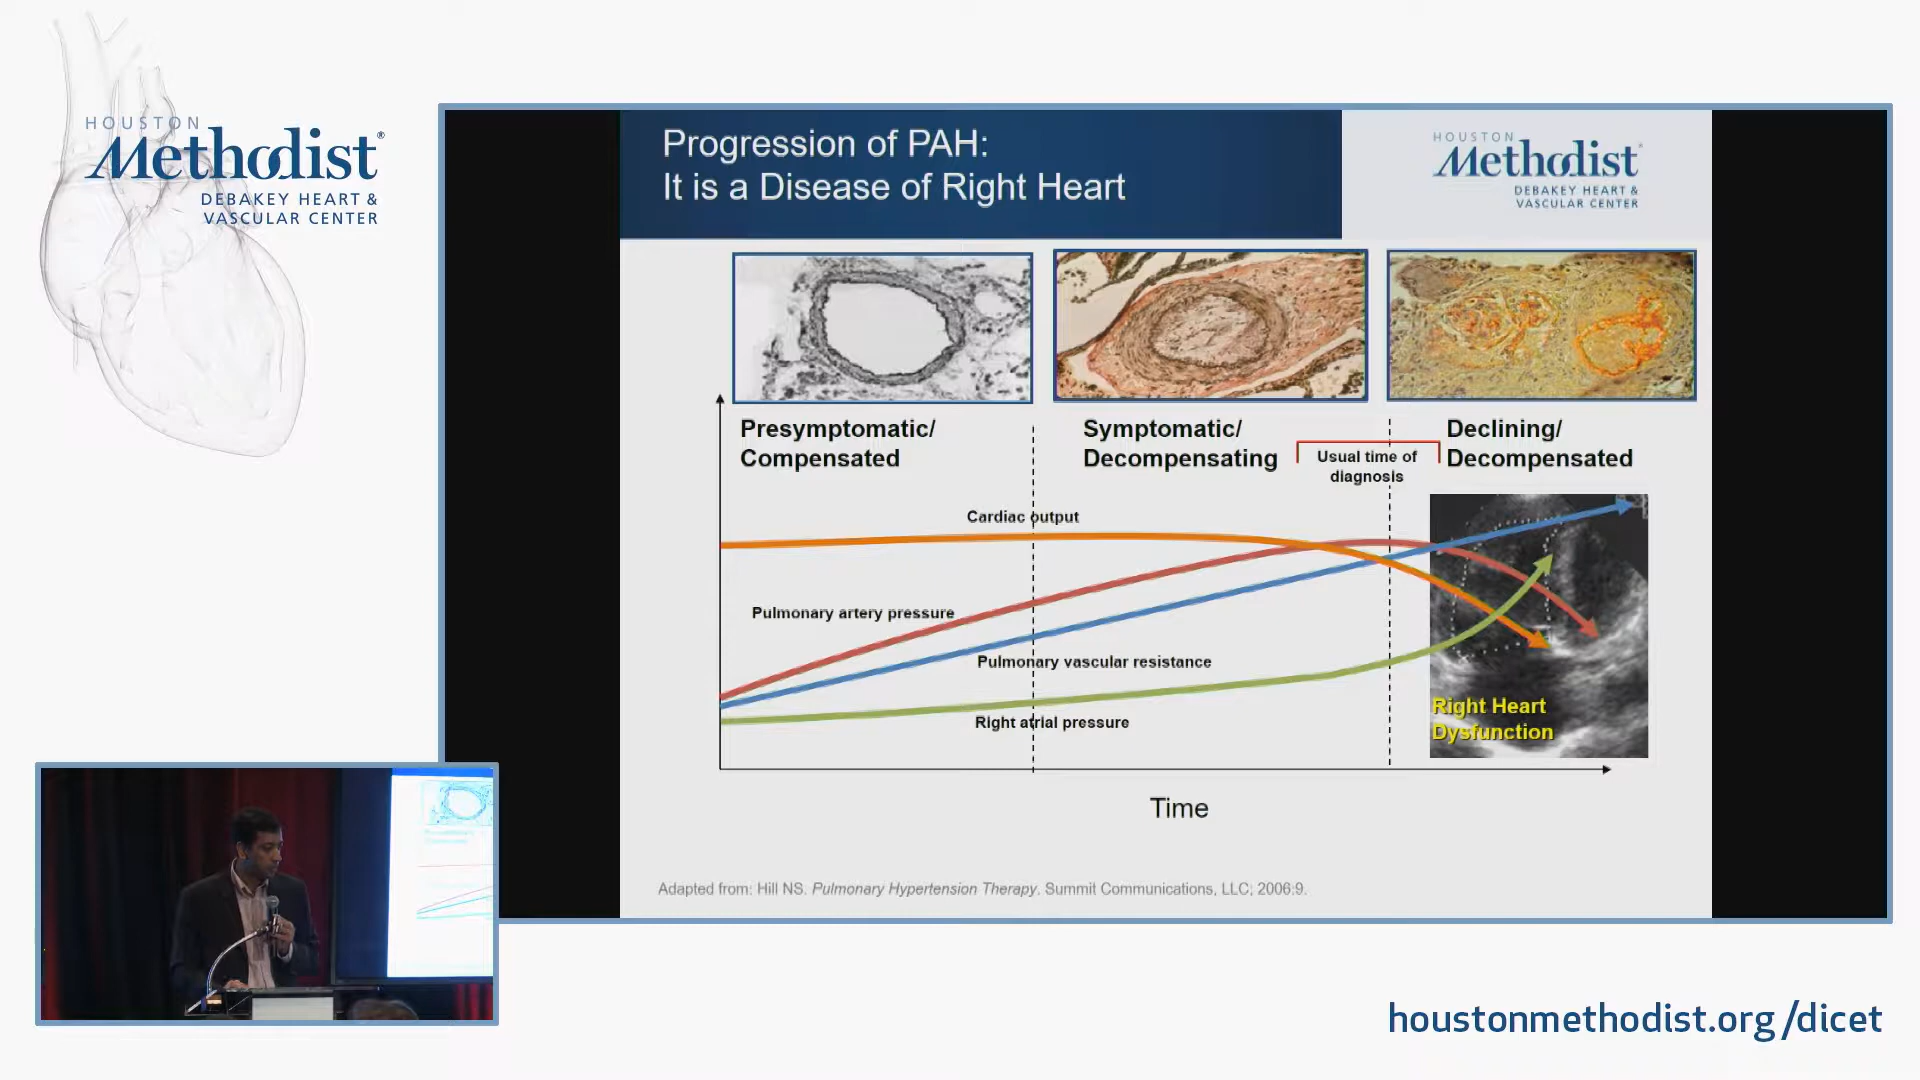 HOUSTON
Methodist®
DEBAKEY HEART &
VASCULAR CENTER
Progression of PAH:
It is a Disease of Right Heart
HOUSTON
Methodist
DEBAKEY HEART &
VASCULAR CENTER
Presymptomatic/
Compensated
Symptomatic/
Decompensating
Usual time of
diagnosis
Declining/
Decompensated
Cardiac output
Pulmonary artery pressure
Pulmonary vascular resistance
Right atrial pressure
Right Heart
Dysfunction
Time
Adapted from: Hill NS. Pulmonary Hypertension Therapy. Summit Communications, LLC; 2006:9.
houstonmethodist.org/dicet